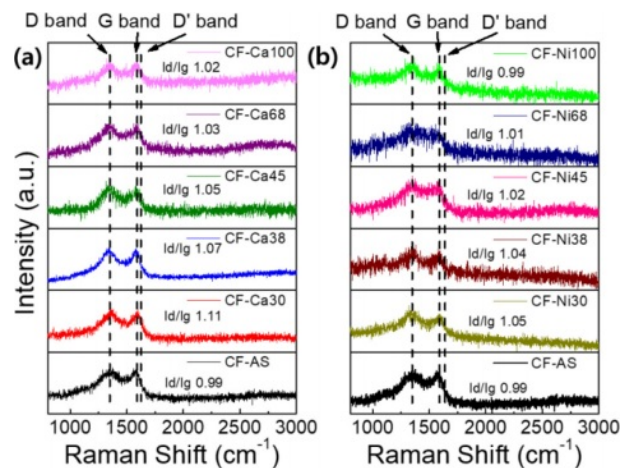 D band G band D' band
(a)
CF-Ca100
Id/Ig 1.02
CF-Ca68
Id/Ig 1.03
CF-Ca45
Id/Ig 1.05
CF-Ca38
Id/Ig 1.07
CF-Ca30
Id/Ig 1.11
CF-AS
Id/Ig 0.99
Intensity (a.u.)
1000 1500 2000 2500 3000
Raman Shift (cm-1)
D band G band D' band
(b)
CF-Ni100
Id/Ig 0.99
CF-Ni68
Id/Ig 1.01
CF-Ni45
Id/Ig 1.02
CF-Ni38
Id/Ig 1.04
CF-Ni30
Id/Ig 1.05
CF-AS
Id/Ig 0.99
1000 1500 2000 2500 3000
Raman Shift (cm-1)